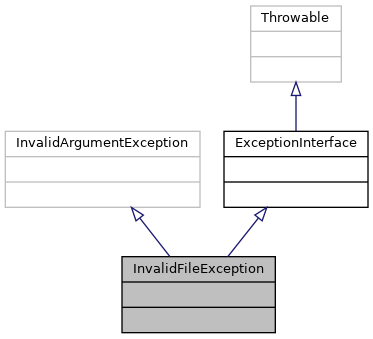 Throwable
InvalidArgumentException
ExceptionInterface
InvalidFileException